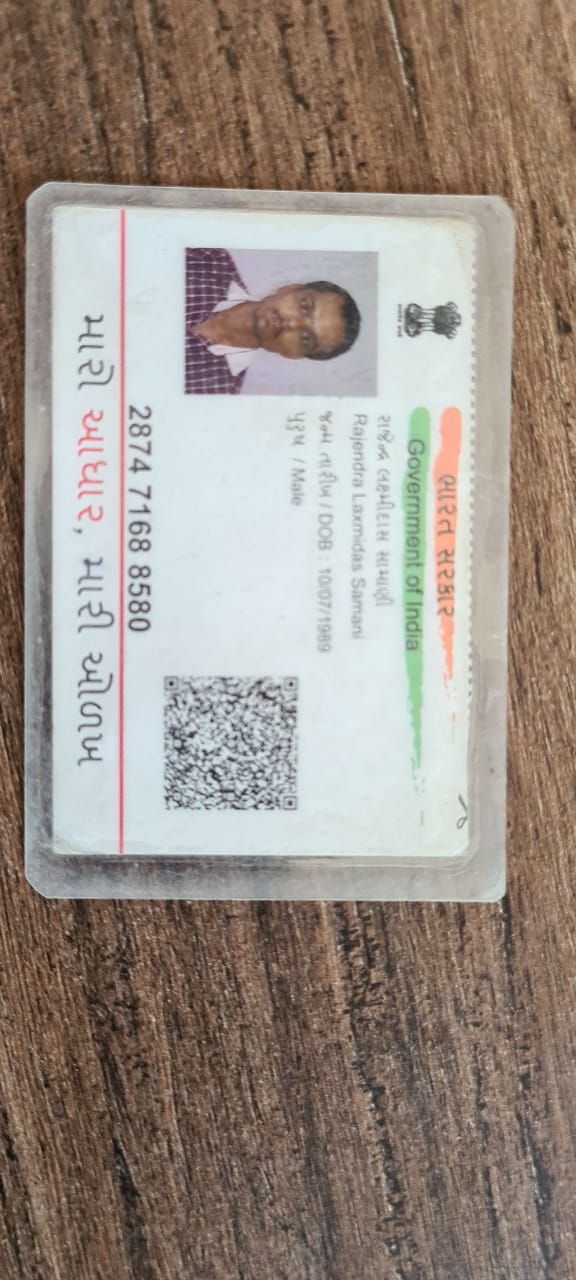 ભારત સરકાર
Government of India
રાજેન્દ્ર લક્ષ્મીદાસ સામાણી
Rajendra Laxmidas Samani
જન્મ તારીખ / DOB : 10/07/1989
પુરુષ / Male
2874 7168 8580
મારો આધાર, મારી ઓળખ